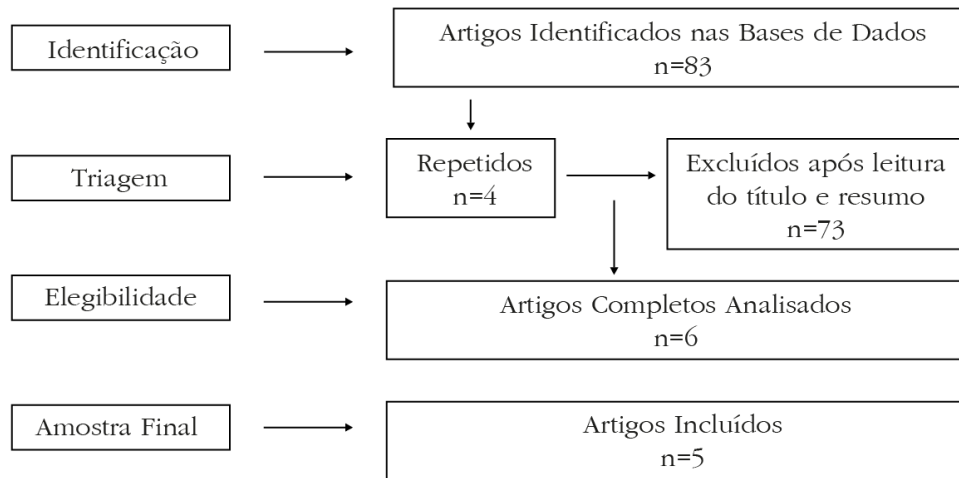 Identificação
Artigos Identificados nas Bases de Dados
n=83
Triagem
Repetidos
n=4
Excluídos após leitura
do título e resumo
n=73
Elegibilidade
Artigos Completos Analisados
n=6
Amostra Final
Artigos Incluídos
n=5